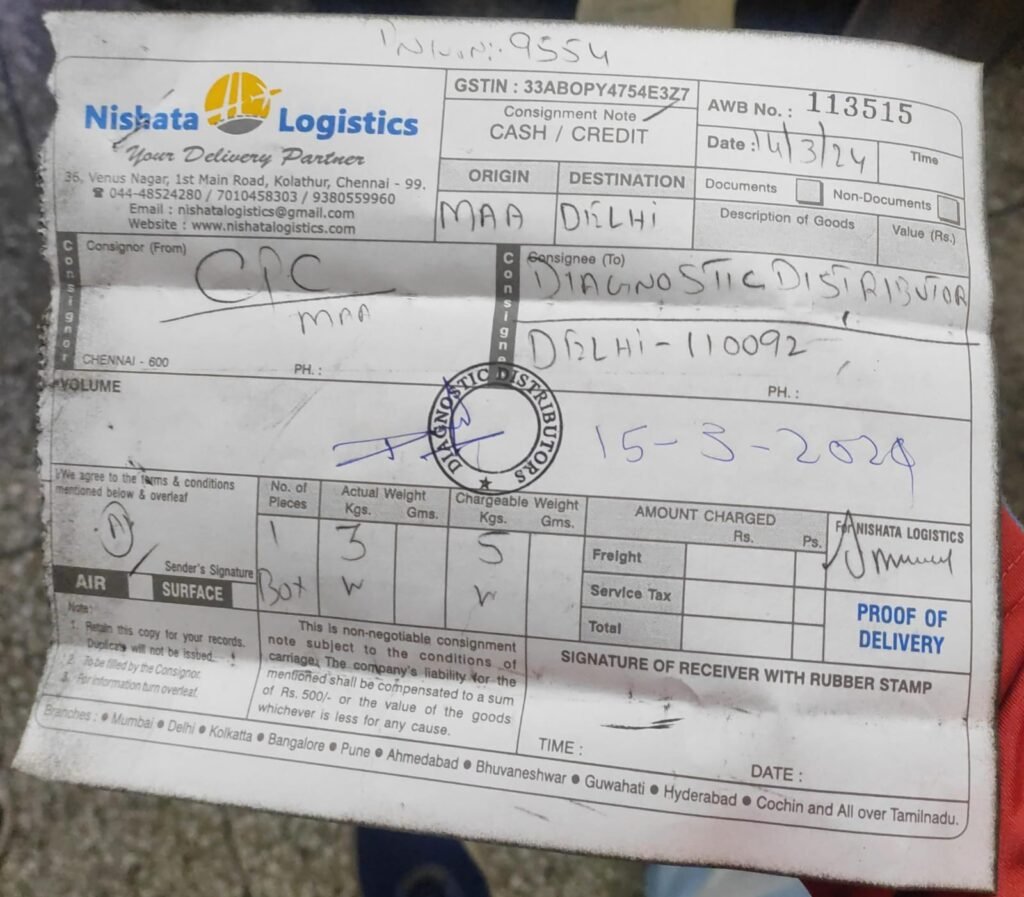 9554
Nishata Logistics
Your Delivery Partner
36, Venus Nagar, 1st Main Road, Kolathur, Chennai - 99.
☎ 044-48524280 / 7010458303 / 9380559960
Email : nishatalogistics@gmail.com
Website : www.nishatalogistics.com
GSTIN : 33ABOPY4754E3Z7
Consignment Note
CASH / CREDIT
AWB No. : 113515
Date : 14/3/24
Time
ORIGIN
DESTINATION
MAA
DELHI
Documents
Non-Documents
Description of Goods
Value (Rs.)
Consignor
Consignor (From)
CPC
MAA
CHENNAI - 600
PH. :
Consignee
Consignee (To)
DIAGNOSTIC DISTRIBUTOR
DELHI-110092
PH. :
VOLUME
DIAGNOSTIC DISTRIBUTORS ★
15-3-2024
We agree to the terms & conditions
mentioned below & overleaf
Sender's Signature
AIR
SURFACE
No. of Pieces
Actual Weight
Kgs. Gms.
Chargeable Weight
Kgs. Gms.
1 3 5
Box W W
AMOUNT CHARGED
Rs. Ps.
Freight
Service Tax
Total
For NISHATA LOGISTICS
PROOF OF
DELIVERY
Note:
1. Retain this copy for your records.
Duplicate will not be issued.
2. To be filled by the Consignor.
3. For information turn overleaf.
This is non-negotiable consignment
note subject to the conditions of
carriage. The company's liability for the
mentioned shall be compensated to a sum
of Rs. 500/- or the value of the goods
whichever is less for any cause.
SIGNATURE OF RECEIVER WITH RUBBER STAMP
TIME :
DATE :
Branches : ● Mumbai ● Delhi ● Kolkatta ● Bangalore ● Pune ● Ahmedabad ● Bhuvaneshwar ● Guwahati ● Hyderabad ● Cochin and All over Tamilnadu.